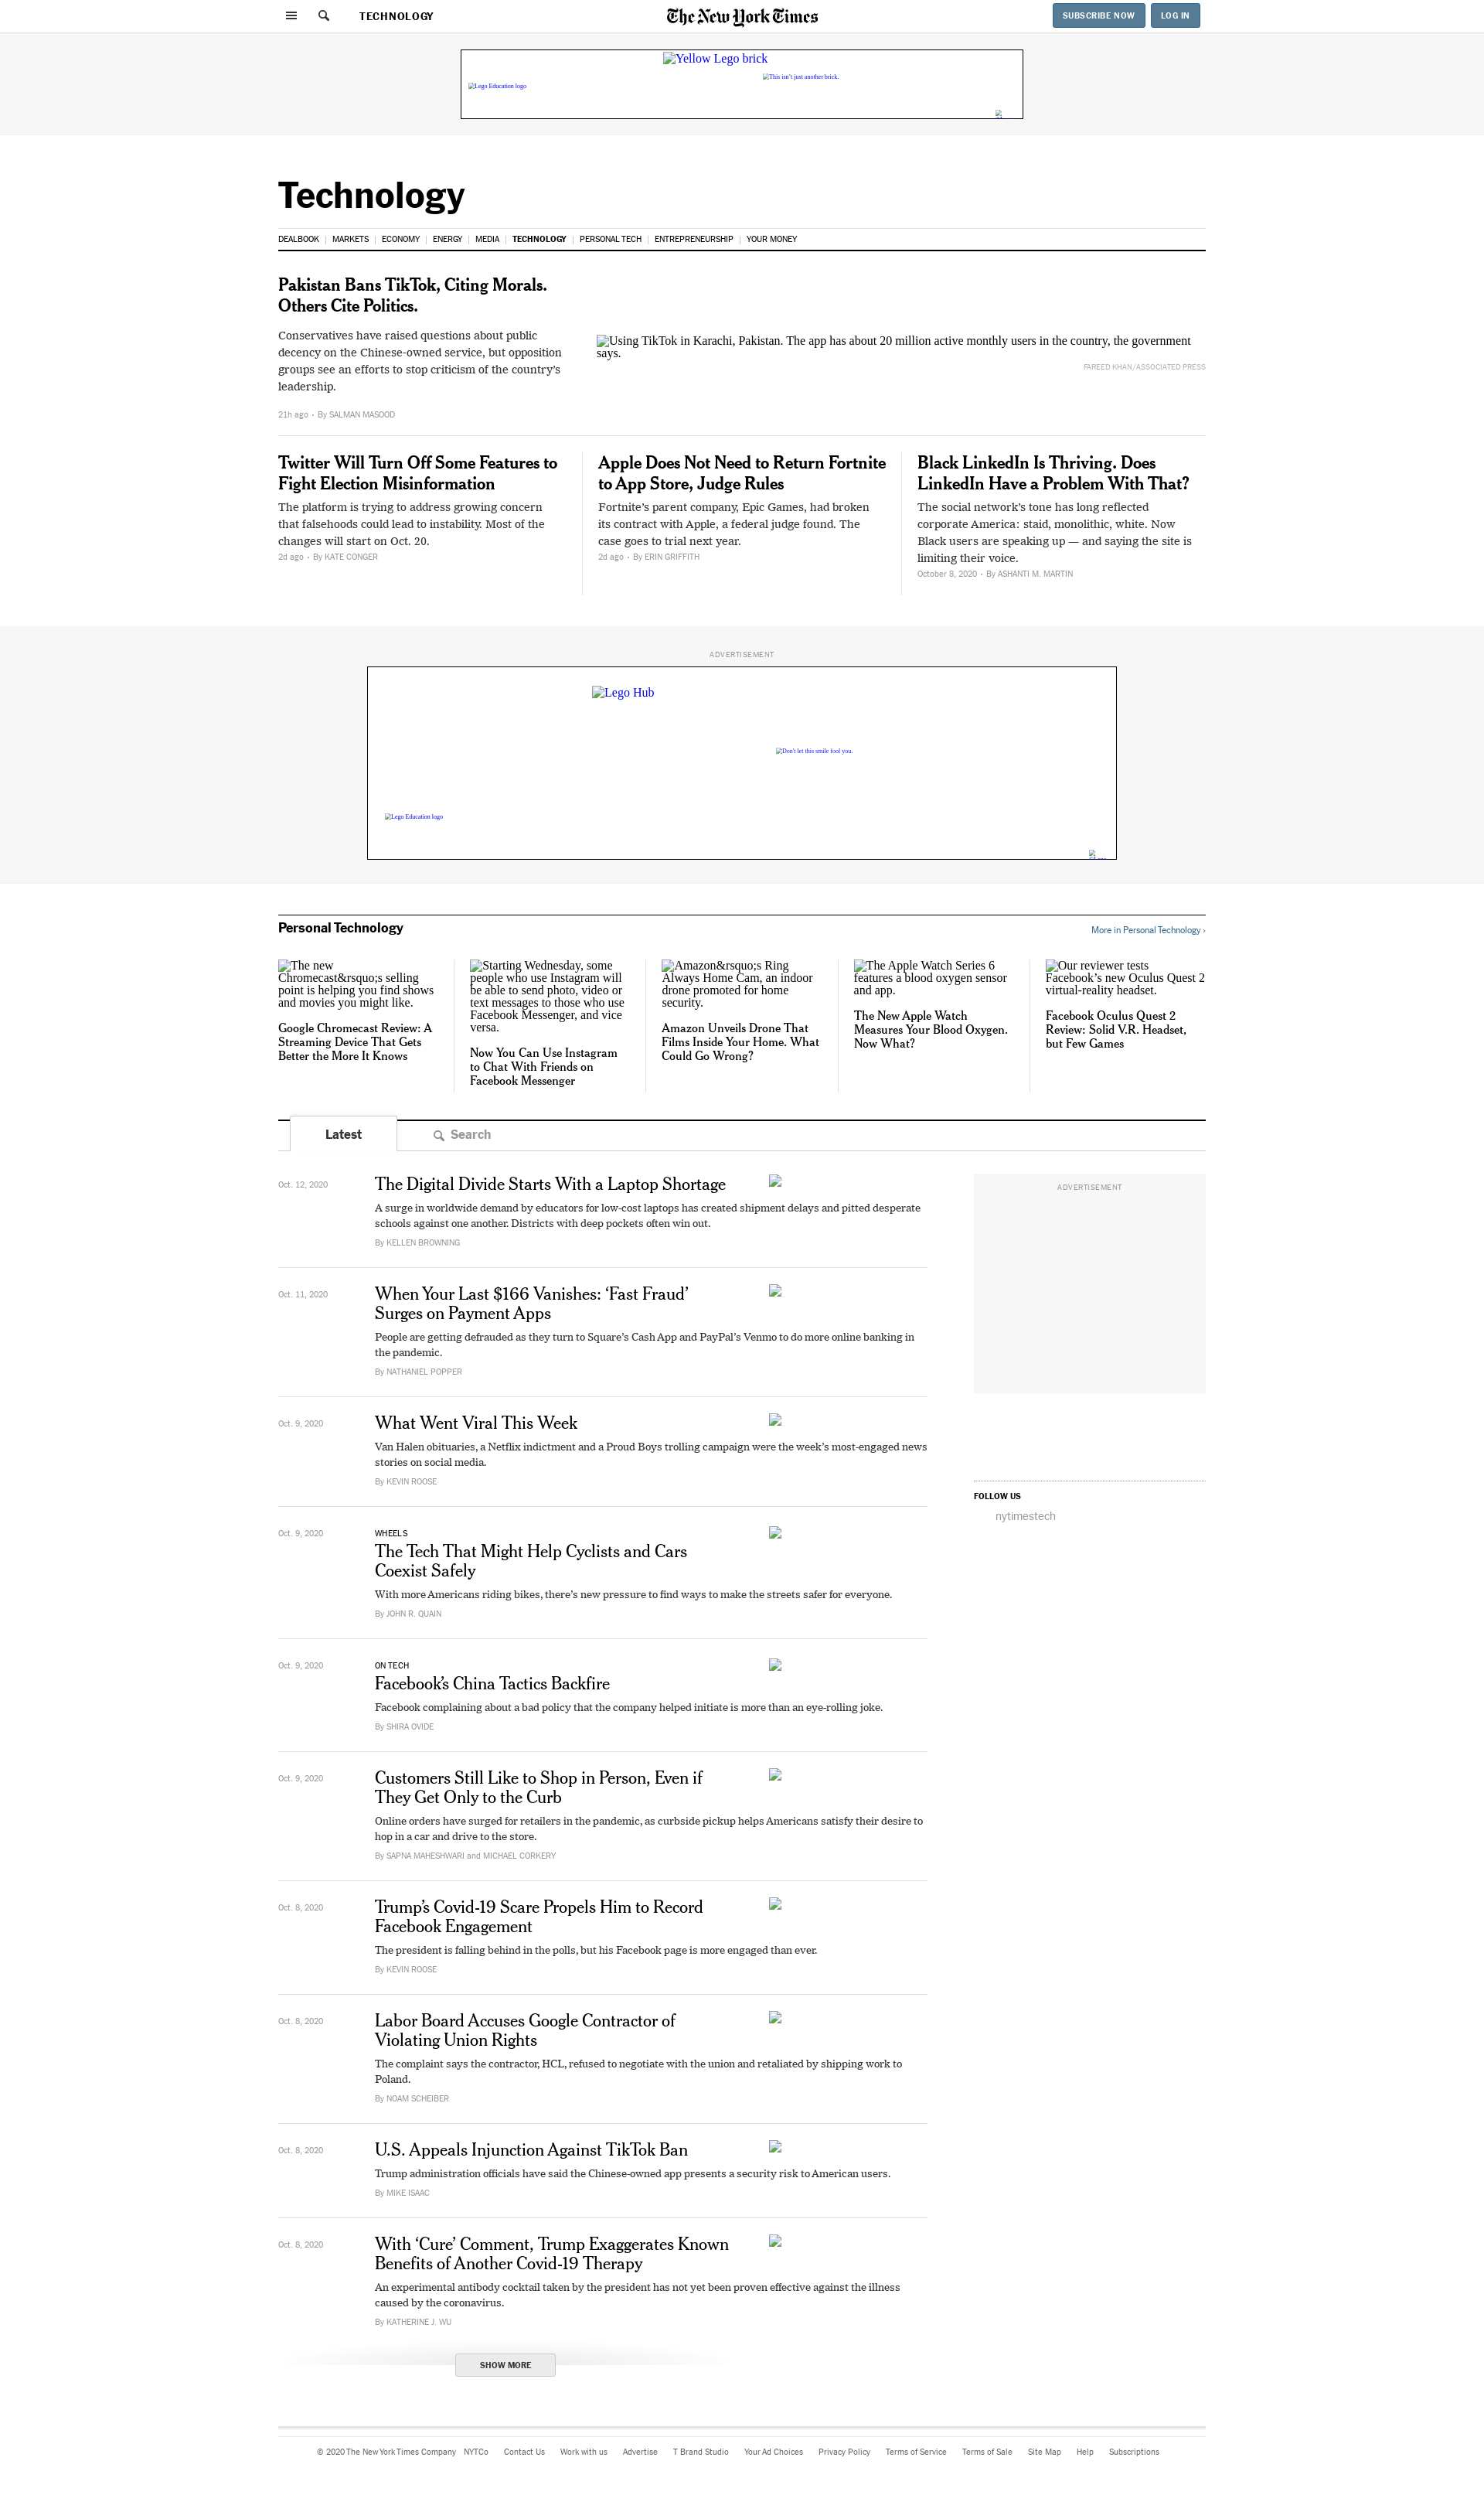 TECHNOLOGY
The New York Times
SUBSCRIBE NOW
LOG IN
Yellow Lego brick
This isn't just another brick.
Lego Education logo
Technology
DEALBOOK | MARKETS | ECONOMY | ENERGY | MEDIA | TECHNOLOGY | PERSONAL TECH | ENTREPRENEURSHIP | YOUR MONEY
Pakistan Bans TikTok, Citing Morals.
Others Cite Politics.
Conservatives have raised questions about public
decency on the Chinese-owned service, but opposition
groups see an efforts to stop criticism of the country's
leadership.
21h ago • By SALMAN MASOOD
Using TikTok in Karachi, Pakistan. The app has about 20 million active monthly users in the country, the government
says.
FAREED KHAN/ASSOCIATED PRESS
Twitter Will Turn Off Some Features to
Fight Election Misinformation
The platform is trying to address growing concern
that falsehoods could lead to instability. Most of the
changes will start on Oct. 20.
2d ago • By KATE CONGER
Apple Does Not Need to Return Fortnite
to App Store, Judge Rules
Fortnite's parent company, Epic Games, had broken
its contract with Apple, a federal judge found. The
case goes to trial next year.
2d ago • By ERIN GRIFFITH
Black LinkedIn Is Thriving. Does
LinkedIn Have a Problem With That?
The social network's tone has long reflected
corporate America: staid, monolithic, white. Now
Black users are speaking up — and saying the site is
limiting their voice.
October 8, 2020 • By ASHANTI M. MARTIN
ADVERTISEMENT
Lego Hub
Don't let this smile fool you.
Lego Education logo
Personal Technology
More in Personal Technology ›
The new
Chromecast&rsquo;s selling
point is helping you find shows
and movies you might like.
Google Chromecast Review: A
Streaming Device That Gets
Better the More It Knows
Starting Wednesday, some
people who use Instagram will
be able to send photo, video or
text messages to those who use
Facebook Messenger, and vice
versa.
Now You Can Use Instagram
to Chat With Friends on
Facebook Messenger
Amazon&rsquo;s Ring
Always Home Cam, an indoor
drone promoted for home
security.
Amazon Unveils Drone That
Films Inside Your Home. What
Could Go Wrong?
The Apple Watch Series 6
features a blood oxygen sensor
and app.
The New Apple Watch
Measures Your Blood Oxygen.
Now What?
Our reviewer tests
Facebook's new Oculus Quest 2
virtual-reality headset.
Facebook Oculus Quest 2
Review: Solid V.R. Headset,
but Few Games
Latest
Search
Oct. 12, 2020
The Digital Divide Starts With a Laptop Shortage
A surge in worldwide demand by educators for low-cost laptops has created shipment delays and pitted desperate
schools against one another. Districts with deep pockets often win out.
By KELLEN BROWNING
ADVERTISEMENT
Oct. 11, 2020
When Your Last $166 Vanishes: ‘Fast Fraud’
Surges on Payment Apps
People are getting defrauded as they turn to Square's Cash App and PayPal's Venmo to do more online banking in
the pandemic.
By NATHANIEL POPPER
Oct. 9, 2020
What Went Viral This Week
Van Halen obituaries, a Netflix indictment and a Proud Boys trolling campaign were the week's most-engaged news
stories on social media.
By KEVIN ROOSE
FOLLOW US
nytimestech
Oct. 9, 2020
WHEELS
The Tech That Might Help Cyclists and Cars
Coexist Safely
With more Americans riding bikes, there's new pressure to find ways to make the streets safer for everyone.
By JOHN R. QUAIN
Oct. 9, 2020
ON TECH
Facebook's China Tactics Backfire
Facebook complaining about a bad policy that the company helped initiate is more than an eye-rolling joke.
By SHIRA OVIDE
Oct. 9, 2020
Customers Still Like to Shop in Person, Even if
They Get Only to the Curb
Online orders have surged for retailers in the pandemic, as curbside pickup helps Americans satisfy their desire to
hop in a car and drive to the store.
By SAPNA MAHESHWARI and MICHAEL CORKERY
Oct. 8, 2020
Trump's Covid-19 Scare Propels Him to Record
Facebook Engagement
The president is falling behind in the polls, but his Facebook page is more engaged than ever.
By KEVIN ROOSE
Oct. 8, 2020
Labor Board Accuses Google Contractor of
Violating Union Rights
The complaint says the contractor, HCL, refused to negotiate with the union and retaliated by shipping work to
Poland.
By NOAM SCHEIBER
Oct. 8, 2020
U.S. Appeals Injunction Against TikTok Ban
Trump administration officials have said the Chinese-owned app presents a security risk to American users.
By MIKE ISAAC
Oct. 8, 2020
With ‘Cure’ Comment, Trump Exaggerates Known
Benefits of Another Covid-19 Therapy
An experimental antibody cocktail taken by the president has not yet been proven effective against the illness
caused by the coronavirus.
By KATHERINE J. WU
SHOW MORE
© 2020 The New York Times Company NYTCo Contact Us Work with us Advertise T Brand Studio Your Ad Choices Privacy Policy Terms of Service Terms of Sale Site Map Help Subscriptions